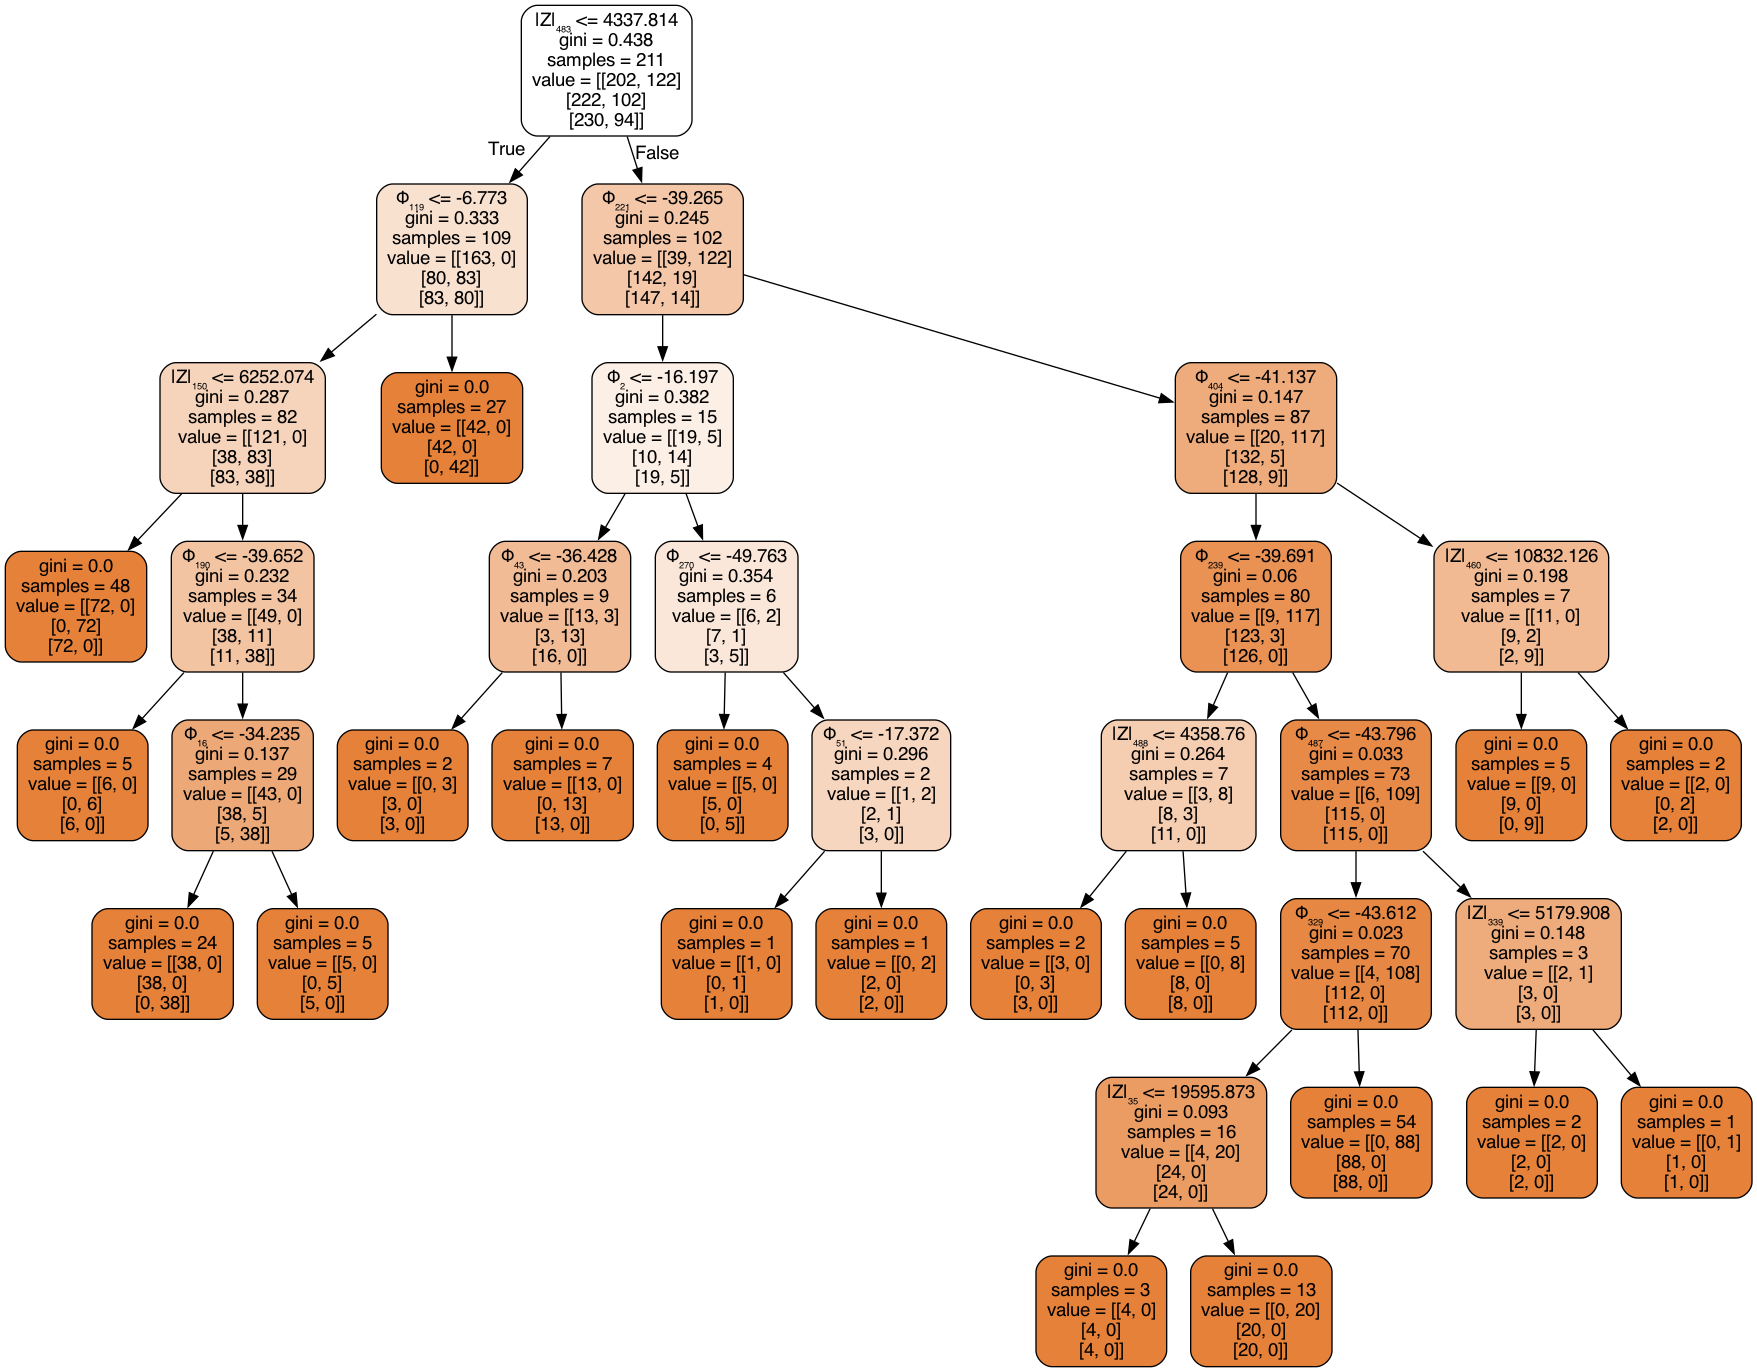 |Z|₄₈₃ <= 4337.814
gini = 0.438
samples = 211
value = [[202, 122]
[222, 102]
[230, 94]]
True
False
Φ₁₁₉ <= -6.773
gini = 0.333
samples = 109
value = [[163, 0]
[80, 83]
[83, 80]]
Φ₂₂₁ <= -39.265
gini = 0.245
samples = 102
value = [[39, 122]
[142, 19]
[147, 14]]
|Z|₁₅₀ <= 6252.074
gini = 0.287
samples = 82
value = [[121, 0]
[38, 83]
[83, 38]]
gini = 0.0
samples = 27
value = [[42, 0]
[42, 0]
[0, 42]]
Φ₂ <= -16.197
gini = 0.382
samples = 15
value = [[19, 5]
[10, 14]
[19, 5]]
Φ₄₀₄ <= -41.137
gini = 0.147
samples = 87
value = [[20, 117]
[132, 5]
[128, 9]]
gini = 0.0
samples = 48
value = [[72, 0]
[0, 72]
[72, 0]]
Φ₁₉₀ <= -39.652
gini = 0.232
samples = 34
value = [[49, 0]
[38, 11]
[11, 38]]
Φ₄₃ <= -36.428
gini = 0.203
samples = 9
value = [[13, 3]
[3, 13]
[16, 0]]
Φ₂₇₀ <= -49.763
gini = 0.354
samples = 6
value = [[6, 2]
[7, 1]
[3, 5]]
Φ₂₃₉ <= -39.691
gini = 0.06
samples = 80
value = [[9, 117]
[123, 3]
[126, 0]]
|Z|₄₆₀ <= 10832.126
gini = 0.198
samples = 7
value = [[11, 0]
[9, 2]
[2, 9]]
gini = 0.0
samples = 5
value = [[6, 0]
[0, 6]
[6, 0]]
Φ₁₆ <= -34.235
gini = 0.137
samples = 29
value = [[43, 0]
[38, 5]
[5, 38]]
gini = 0.0
samples = 2
value = [[0, 3]
[3, 0]
[3, 0]]
gini = 0.0
samples = 7
value = [[13, 0]
[0, 13]
[13, 0]]
gini = 0.0
samples = 4
value = [[5, 0]
[5, 0]
[0, 5]]
Φ₅₁ <= -17.372
gini = 0.296
samples = 2
value = [[1, 2]
[2, 1]
[3, 0]]
|Z|₄₈₈ <= 4358.76
gini = 0.264
samples = 7
value = [[3, 8]
[8, 3]
[11, 0]]
Φ₄₈₇ <= -43.796
gini = 0.033
samples = 73
value = [[6, 109]
[115, 0]
[115, 0]]
gini = 0.0
samples = 5
value = [[9, 0]
[9, 0]
[0, 9]]
gini = 0.0
samples = 2
value = [[2, 0]
[0, 2]
[2, 0]]
gini = 0.0
samples = 24
value = [[38, 0]
[38, 0]
[0, 38]]
gini = 0.0
samples = 5
value = [[5, 0]
[0, 5]
[5, 0]]
gini = 0.0
samples = 1
value = [[1, 0]
[0, 1]
[1, 0]]
gini = 0.0
samples = 1
value = [[0, 2]
[2, 0]
[2, 0]]
gini = 0.0
samples = 2
value = [[3, 0]
[0, 3]
[3, 0]]
gini = 0.0
samples = 5
value = [[0, 8]
[8, 0]
[8, 0]]
Φ₃₂₉ <= -43.612
gini = 0.023
samples = 70
value = [[4, 108]
[112, 0]
[112, 0]]
|Z|₃₃₉ <= 5179.908
gini = 0.148
samples = 3
value = [[2, 1]
[3, 0]
[3, 0]]
|Z|₃₅ <= 19595.873
gini = 0.093
samples = 16
value = [[4, 20]
[24, 0]
[24, 0]]
gini = 0.0
samples = 54
value = [[0, 88]
[88, 0]
[88, 0]]
gini = 0.0
samples = 2
value = [[2, 0]
[2, 0]
[2, 0]]
gini = 0.0
samples = 1
value = [[0, 1]
[1, 0]
[1, 0]]
gini = 0.0
samples = 3
value = [[4, 0]
[4, 0]
[4, 0]]
gini = 0.0
samples = 13
value = [[0, 20]
[20, 0]
[20, 0]]